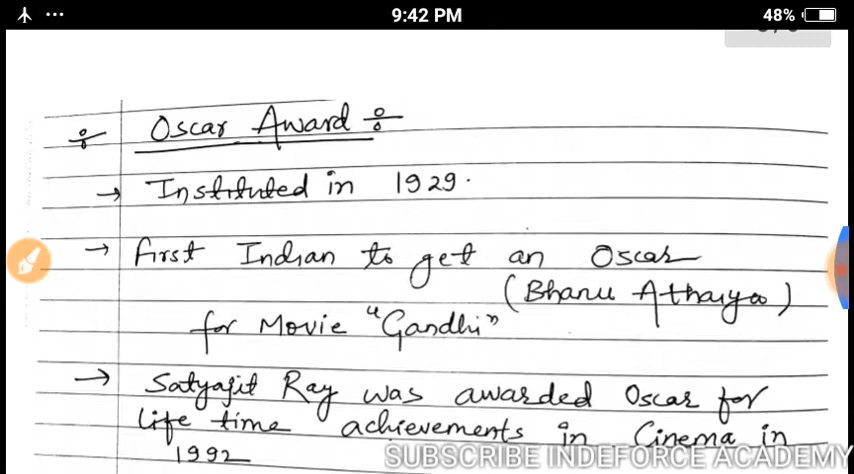 9:42 PM
48%
÷ Oscar Award ÷
→ Instituted in 1929.
→ first Indian to get an Oscar
(Bhanu Athaiya)
for Movie "Gandhi"
→ Satyajit Ray was awarded Oscar for
life time achievements in Cinema in
1992
SUBSCRIBE INDEFORCE ACADEMY